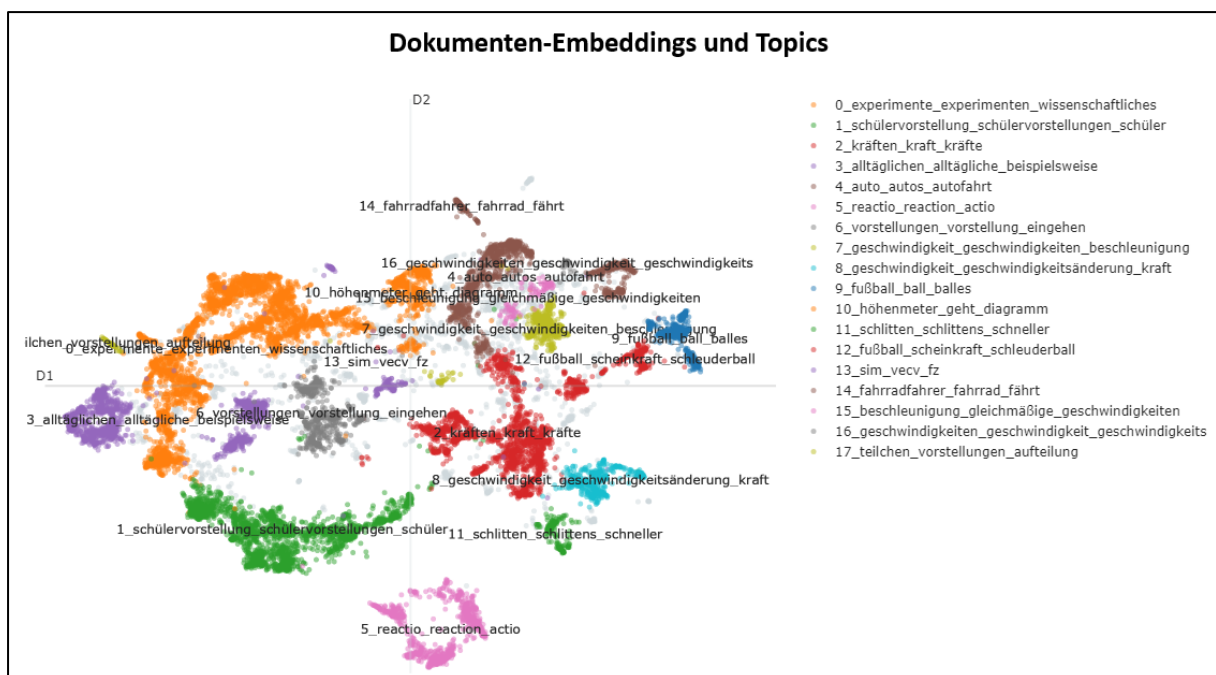 Dokumenten-Embeddings und Topics
D2
14_fahrradfahrer_fahrrad_fährt
16_geschwindigkeiten_geschwindigkeit_geschwindigkeits
4_auto_autos_autofahrt
10_höhenmeter_geht_diagramm
15_beschleunigung_gleichmäßige_geschwindigkeiten
7_geschwindigkeit_geschwindigkeiten_beschleunigung
9_fußball_ball_balles
ilchen_vorstellungen_aufteilung
0_experimente_experimenten_wissenschaftliches
12_fußball_scheinkraft_schleuderball
13_sim_vecv_fz
D1
6_vorstellungen_vorstellung_eingehen
3_alltäglichen_alltägliche_beispielsweise
2_kräften_kraft_kräfte
8_geschwindigkeit_geschwindigkeitsänderung_kraft
1_schülervorstellung_schülervorstellungen_schüler
11_schlitten_schlittens_schneller
5_reactio_reaction_actio
0_experimente_experimenten_wissenschaftliches
1_schülervorstellung_schülervorstellungen_schüler
2_kräften_kraft_kräfte
3_alltäglichen_alltägliche_beispielsweise
4_auto_autos_autofahrt
5_reactio_reaction_actio
6_vorstellungen_vorstellung_eingehen
7_geschwindigkeit_geschwindigkeiten_beschleunigung
8_geschwindigkeit_geschwindigkeitsänderung_kraft
9_fußball_ball_balles
10_höhenmeter_geht_diagramm
11_schlitten_schlittens_schneller
12_fußball_scheinkraft_schleuderball
13_sim_vecv_fz
14_fahrradfahrer_fahrrad_fährt
15_beschleunigung_gleichmäßige_geschwindigkeiten
16_geschwindigkeiten_geschwindigkeit_geschwindigkeits
17_teilchen_vorstellungen_aufteilung